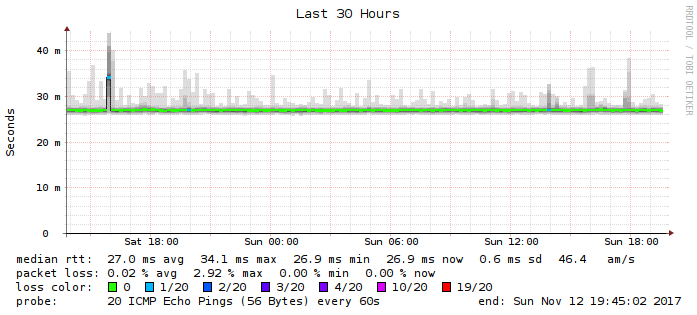 Last 30 Hours
RRDTOOL / TOBI OETIKER
Seconds
40 m
30 m
20 m
10 m
0
Sat 18:00 Sun 00:00 Sun 06:00 Sun 12:00 Sun 18:00
median rtt: 27.0 ms avg 34.1 ms max 26.9 ms min 26.9 ms now 0.6 ms sd 46.4 am/s
packet loss: 0.02 % avg 2.92 % max 0.00 % min 0.00 % now
loss color: 0 1/20 2/20 3/20 4/20 10/20 19/20
probe: 20 ICMP Echo Pings (56 Bytes) every 60s end: Sun Nov 12 19:45:02 2017